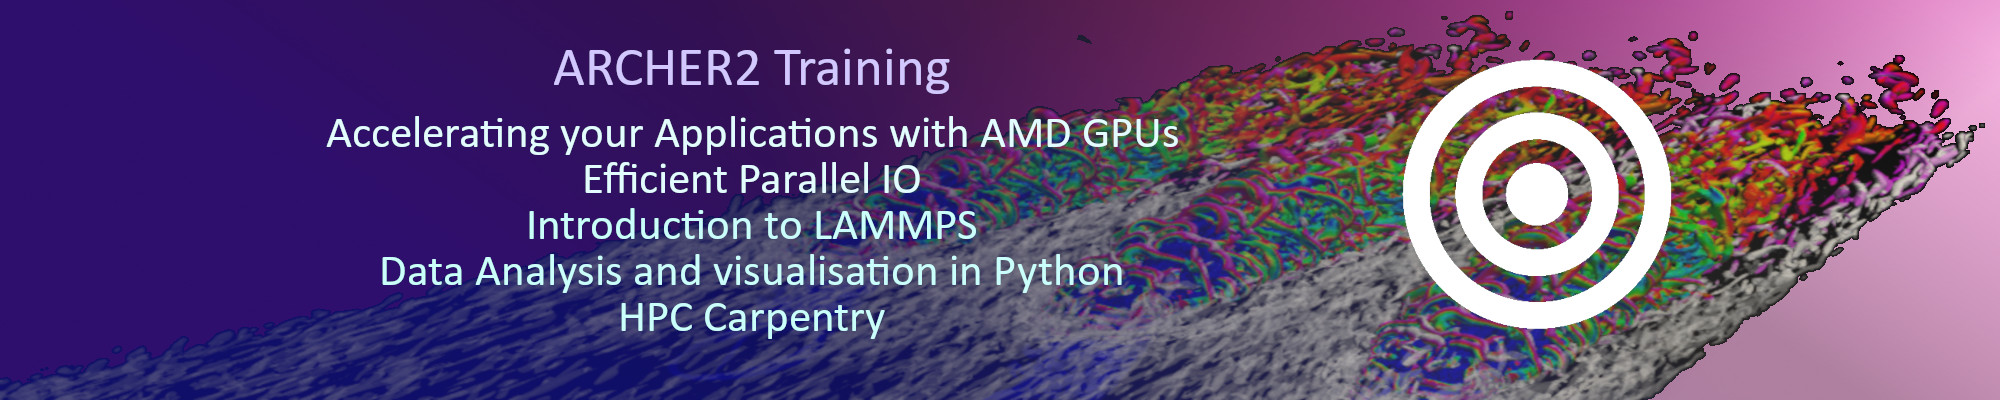 ARCHER2 Training
Accelerating your Applications with AMD GPUs
Efficient Parallel IO
Introduction to LAMMPS
Data Analysis and visualisation in Python
HPC Carpentry